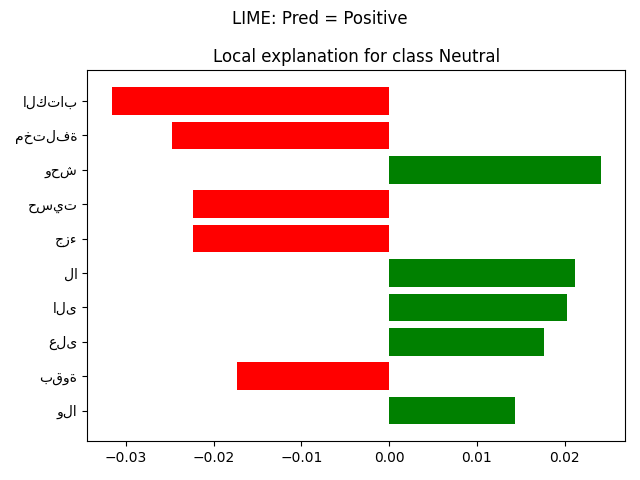 LIME: Pred = Positive
Local explanation for class Neutral
الكتاب
مختلفة
وحش
حسيت
جزء
لا
الى
على
بقوة
ولا
−0.03 −0.02 −0.01 0.00 0.01 0.02